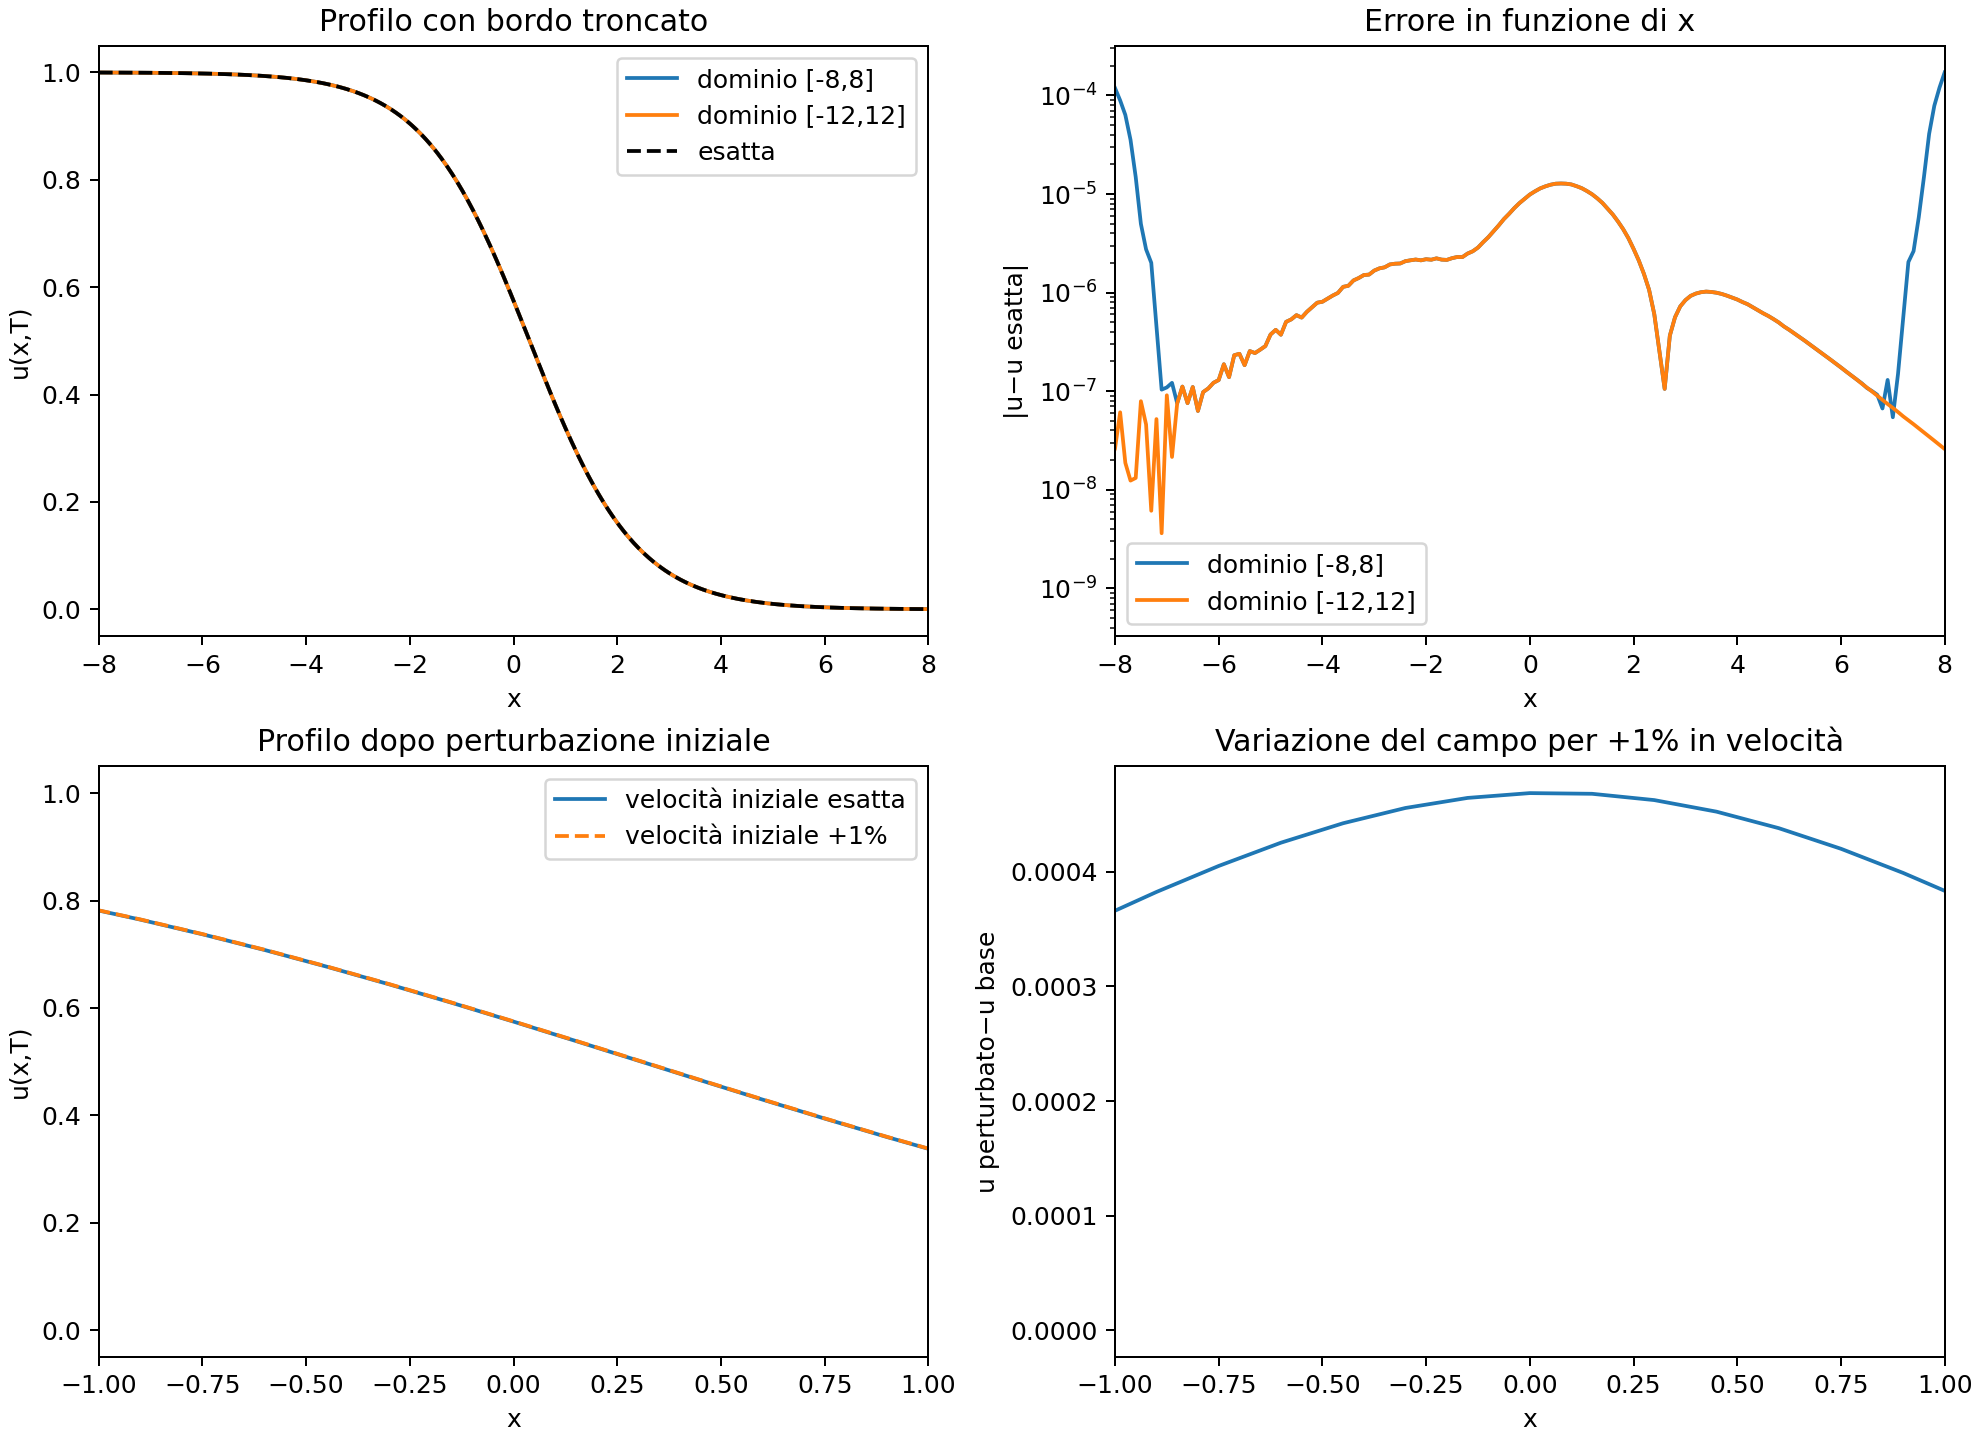 Profilo con bordo troncato
u(x,T)
1.0
0.8
0.6
0.4
0.2
0.0
−8 −6 −4 −2 0 2 4 6 8
x
dominio [-8,8]
dominio [-12,12]
esatta
Errore in funzione di x
|u−u esatta|
10⁻⁴
10⁻⁵
10⁻⁶
10⁻⁷
10⁻⁸
10⁻⁹
−8 −6 −4 −2 0 2 4 6 8
x
dominio [-8,8]
dominio [-12,12]
Profilo dopo perturbazione iniziale
u(x,T)
1.0
0.8
0.6
0.4
0.2
0.0
−1.00 −0.75 −0.50 −0.25 0.00 0.25 0.50 0.75 1.00
x
velocità iniziale esatta
velocità iniziale +1%
Variazione del campo per +1% in velocità
u perturbato−u base
0.0004
0.0003
0.0002
0.0001
0.0000
−1.00 −0.75 −0.50 −0.25 0.00 0.25 0.50 0.75 1.00
x